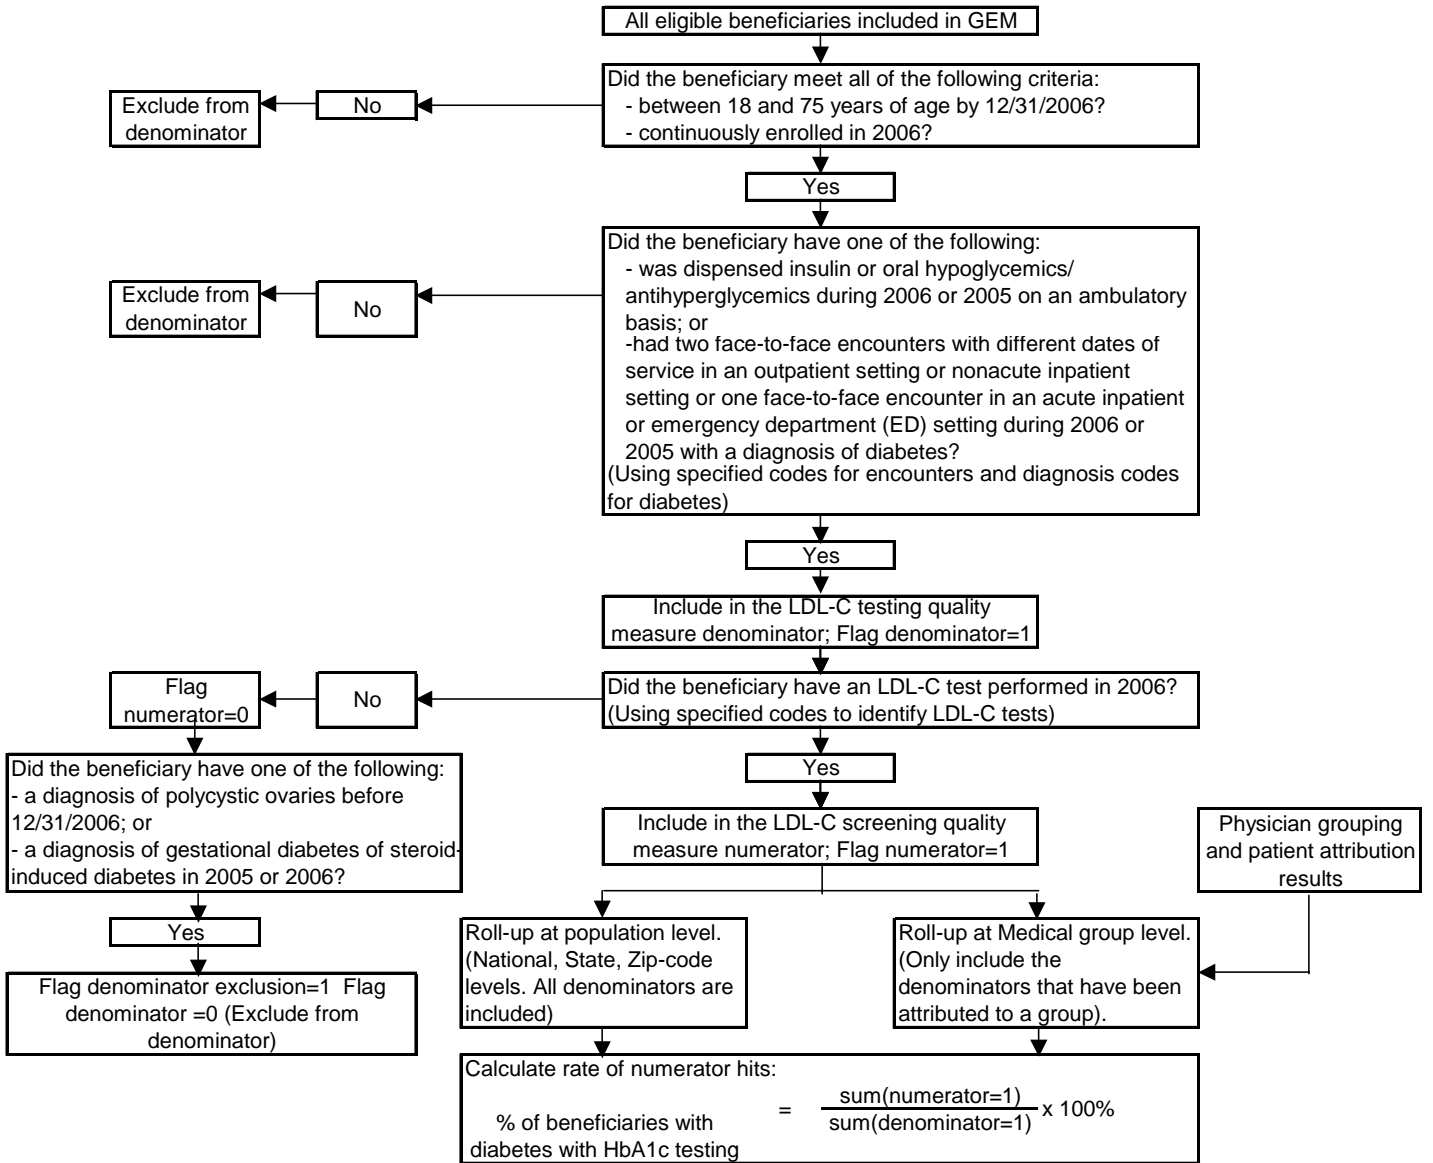 All eligible beneficiaries included in GEM
Did the beneficiary meet all of the following criteria:
- between 18 and 75 years of age by 12/31/2006?
- continuously enrolled in 2006?
No
Exclude from
denominator
Yes
Did the beneficiary have one of the following:
- was dispensed insulin or oral hypoglycemics/
antihyperglycemics during 2006 or 2005 on an ambulatory
basis; or
-had two face-to-face encounters with different dates of
service in an outpatient setting or nonacute inpatient
setting or one face-to-face encounter in an acute inpatient
or emergency department (ED) setting during 2006 or
2005 with a diagnosis of diabetes?
(Using specified codes for encounters and diagnosis codes
for diabetes)
No
Exclude from
denominator
Yes
Include in the LDL-C testing quality
measure denominator; Flag denominator=1
Did the beneficiary have an LDL-C test performed in 2006?
(Using specified codes to identify LDL-C tests)
No
Flag
numerator=0
Did the beneficiary have one of the following:
- a diagnosis of polycystic ovaries before
12/31/2006; or
- a diagnosis of gestational diabetes of steroid-
induced diabetes in 2005 or 2006?
Yes
Flag denominator exclusion=1 Flag
denominator =0 (Exclude from
denominator)
Yes
Include in the LDL-C screening quality
measure numerator; Flag numerator=1
Physician grouping
and patient attribution
results
Roll-up at population level.
(National, State, Zip-code
levels. All denominators are
included)
Roll-up at Medical group level.
(Only include the
denominators that have been
attributed to a group).
Calculate rate of numerator hits:
% of beneficiaries with
diabetes with HbA1c testing
=
sum(numerator=1)
sum(denominator=1)
x 100%